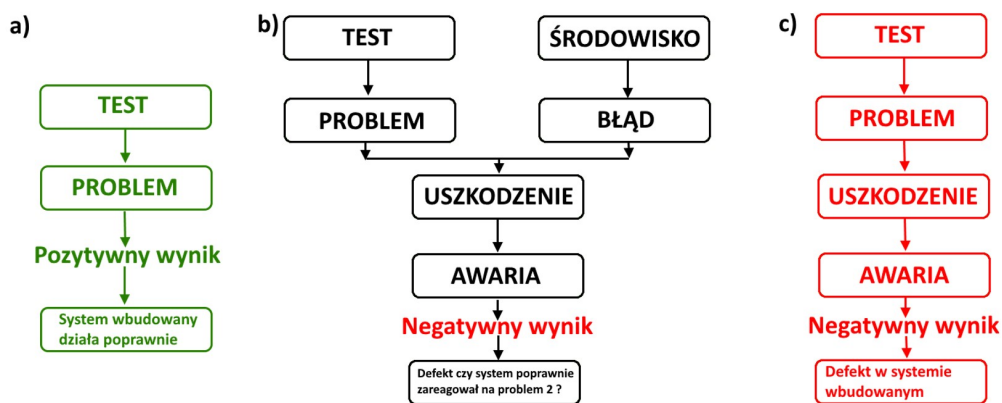 a)
TEST
PROBLEM
Pozytywny wynik
System wbudowany
działa poprawnie
b)
TEST
ŚRODOWISKO
PROBLEM
BŁĄD
USZKODZENIE
AWARIA
Negatywny wynik
Defekt czy system poprawnie
zareagował na problem 2 ?
c)
TEST
PROBLEM
USZKODZENIE
AWARIA
Negatywny wynik
Defekt w systemie
wbudowanym